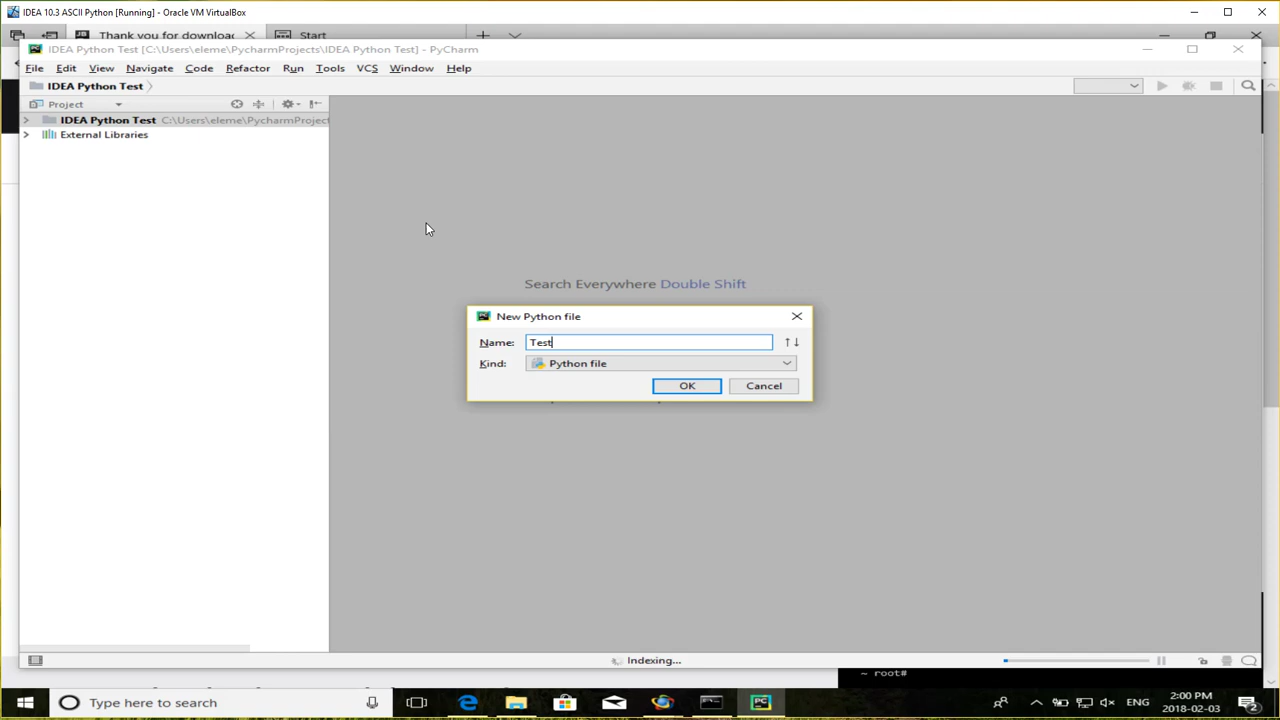 IDEA 10.3 ASCII Python [Running] - Oracle VM VirtualBox
Thank you for downloac
Start
IDEA Python Test [C:\Users\eleme\PycharmProjects\IDEA Python Test] - PyCharm
File Edit View Navigate Code Refactor Run Tools VCS Window Help
IDEA Python Test
Project
IDEA Python Test C:\Users\eleme\PycharmProject
External Libraries
Search Everywhere Double Shift
New Python file
Name: Test
Kind: Python file
OK Cancel
Indexing...
~ root#
Type here to search
ENG
2:00 PM
2018-02-03
2